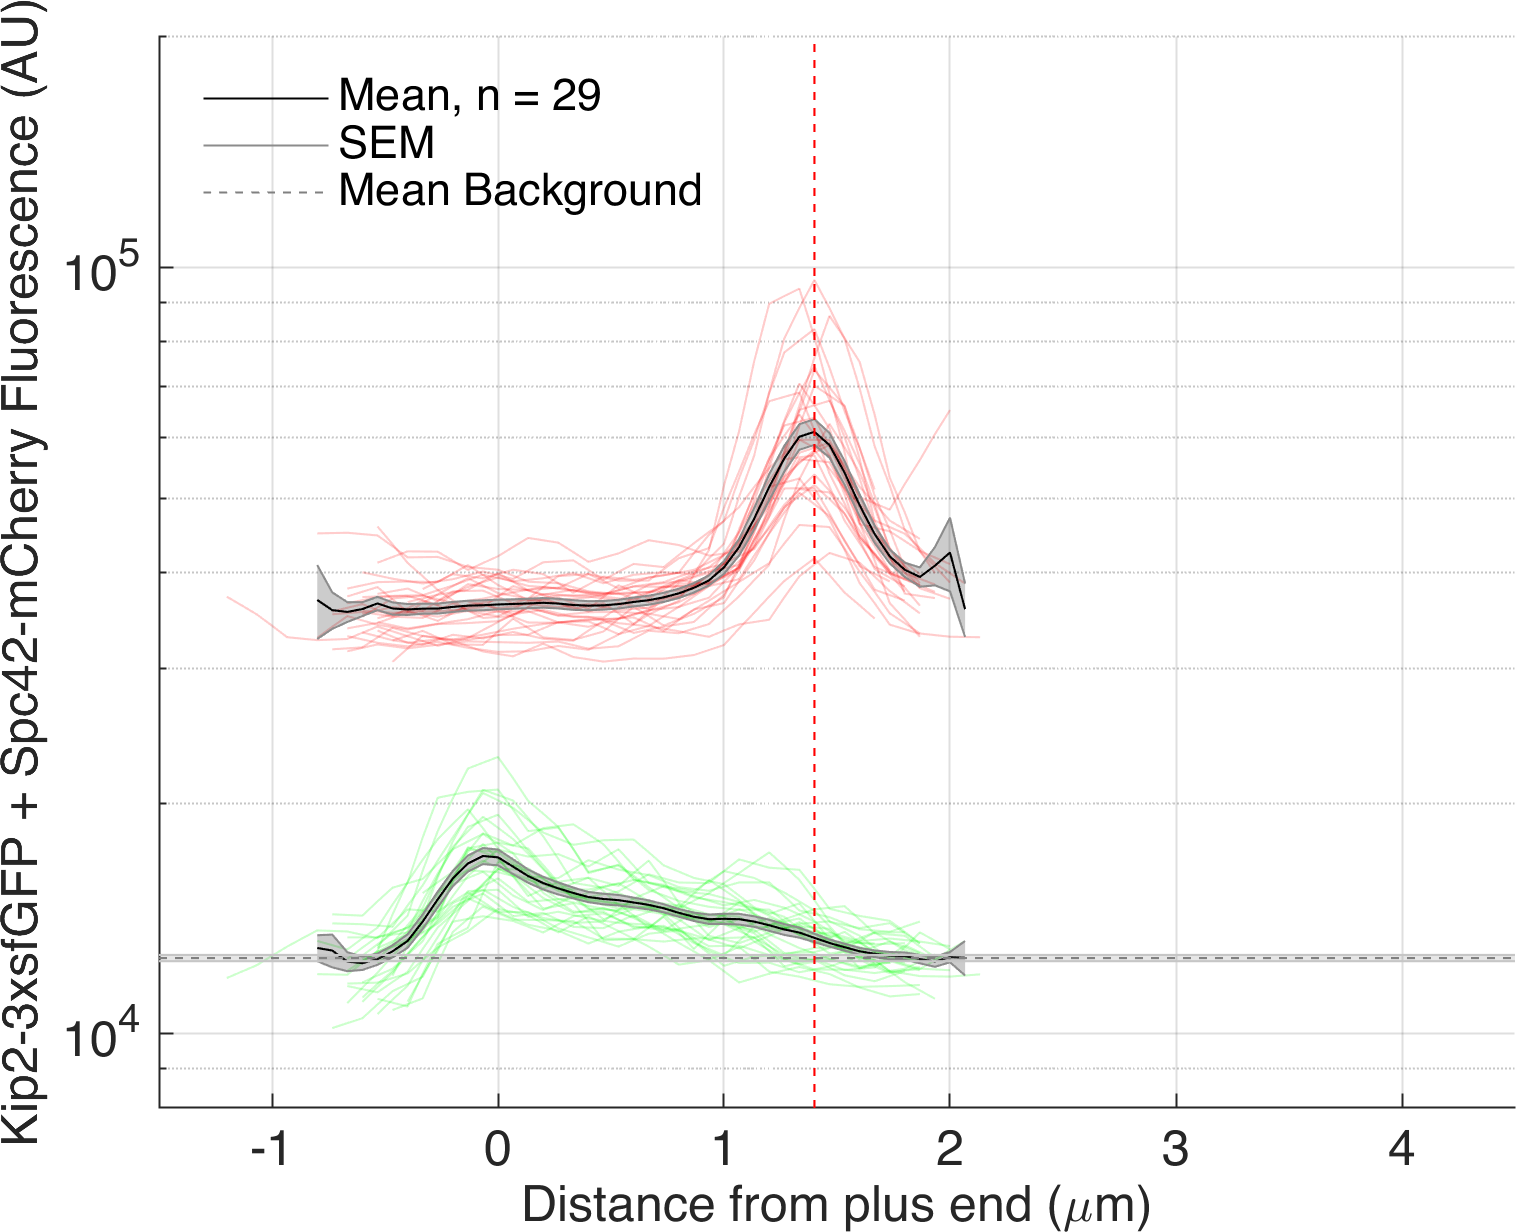 Kip2-3xsfGFP + Spc42-mCherry Fluorescence (AU)
Mean, n = 29
SEM
Mean Background
10^5
10^4
-1 0 1 2 3 4
Distance from plus end (μm)